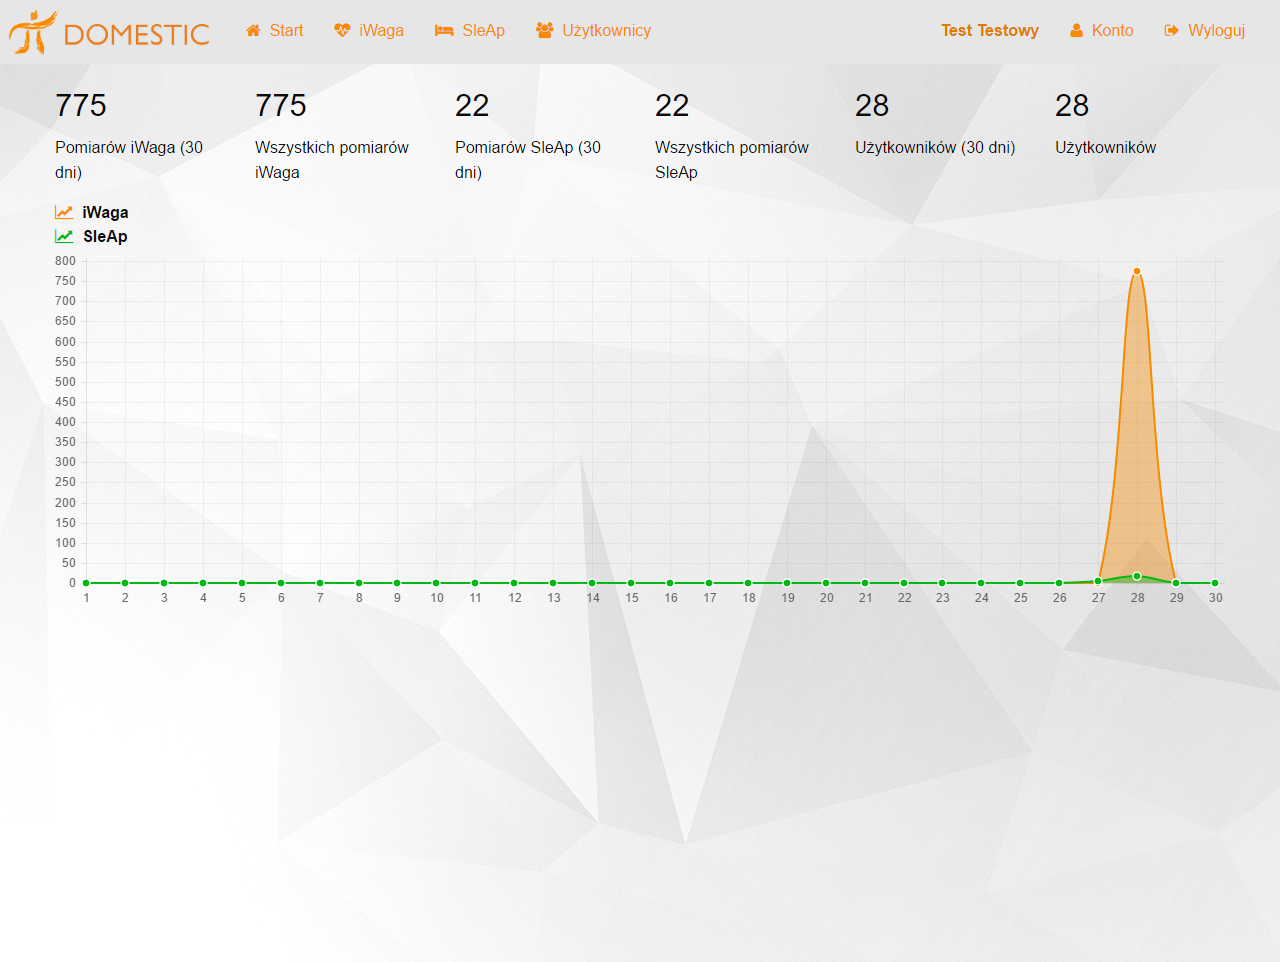 DOMESTIC Start iWaga SleAp Użytkownicy Test Testowy Konto Wyloguj
775 775 22 22 28 28
Pomiarów iWaga (30 Wszystkich pomiarów Pomiarów SleAp (30 Wszystkich pomiarów Użytkowników (30 dni) Użytkowników
dni) iWaga dni) SleAp
iWaga
SleAp
800
750
700
650
600
550
500
450
400
350
300
250
200
150
100
50
0
1 2 3 4 5 6 7 8 9 10 11 12 13 14 15 16 17 18 19 20 21 22 23 24 25 26 27 28 29 30